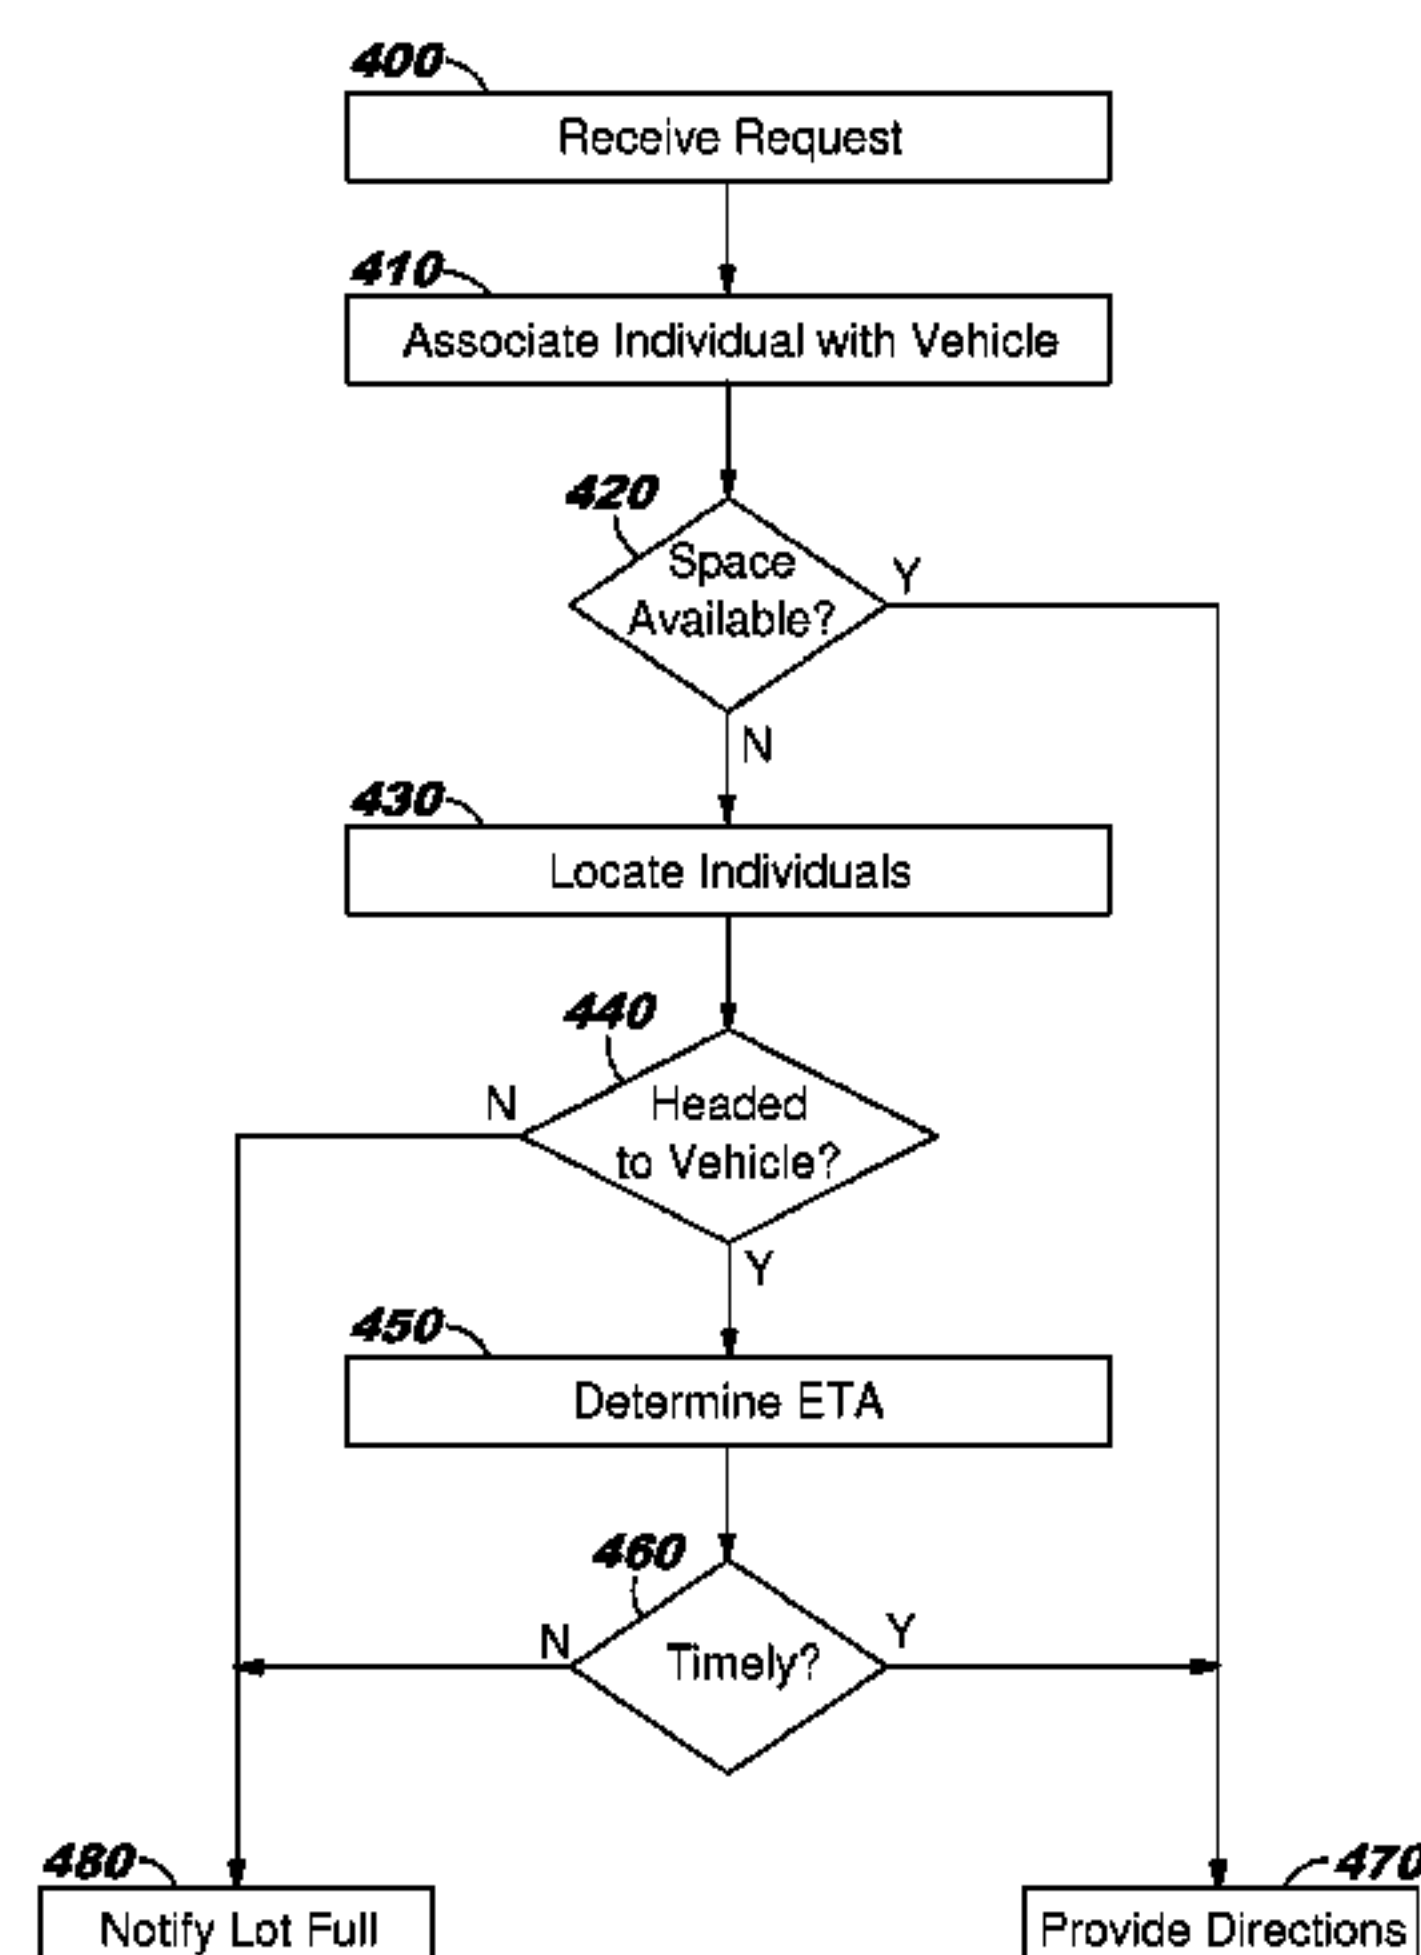 400
Receive Request
410
Associate Individual with Vehicle
420
Space
Available?
Y
N
430
Locate Individuals
440
N
Headed
to Vehicle?
Y
450
Determine ETA
460
N
Timely?
Y
480
Notify Lot Full
470
Provide Directions